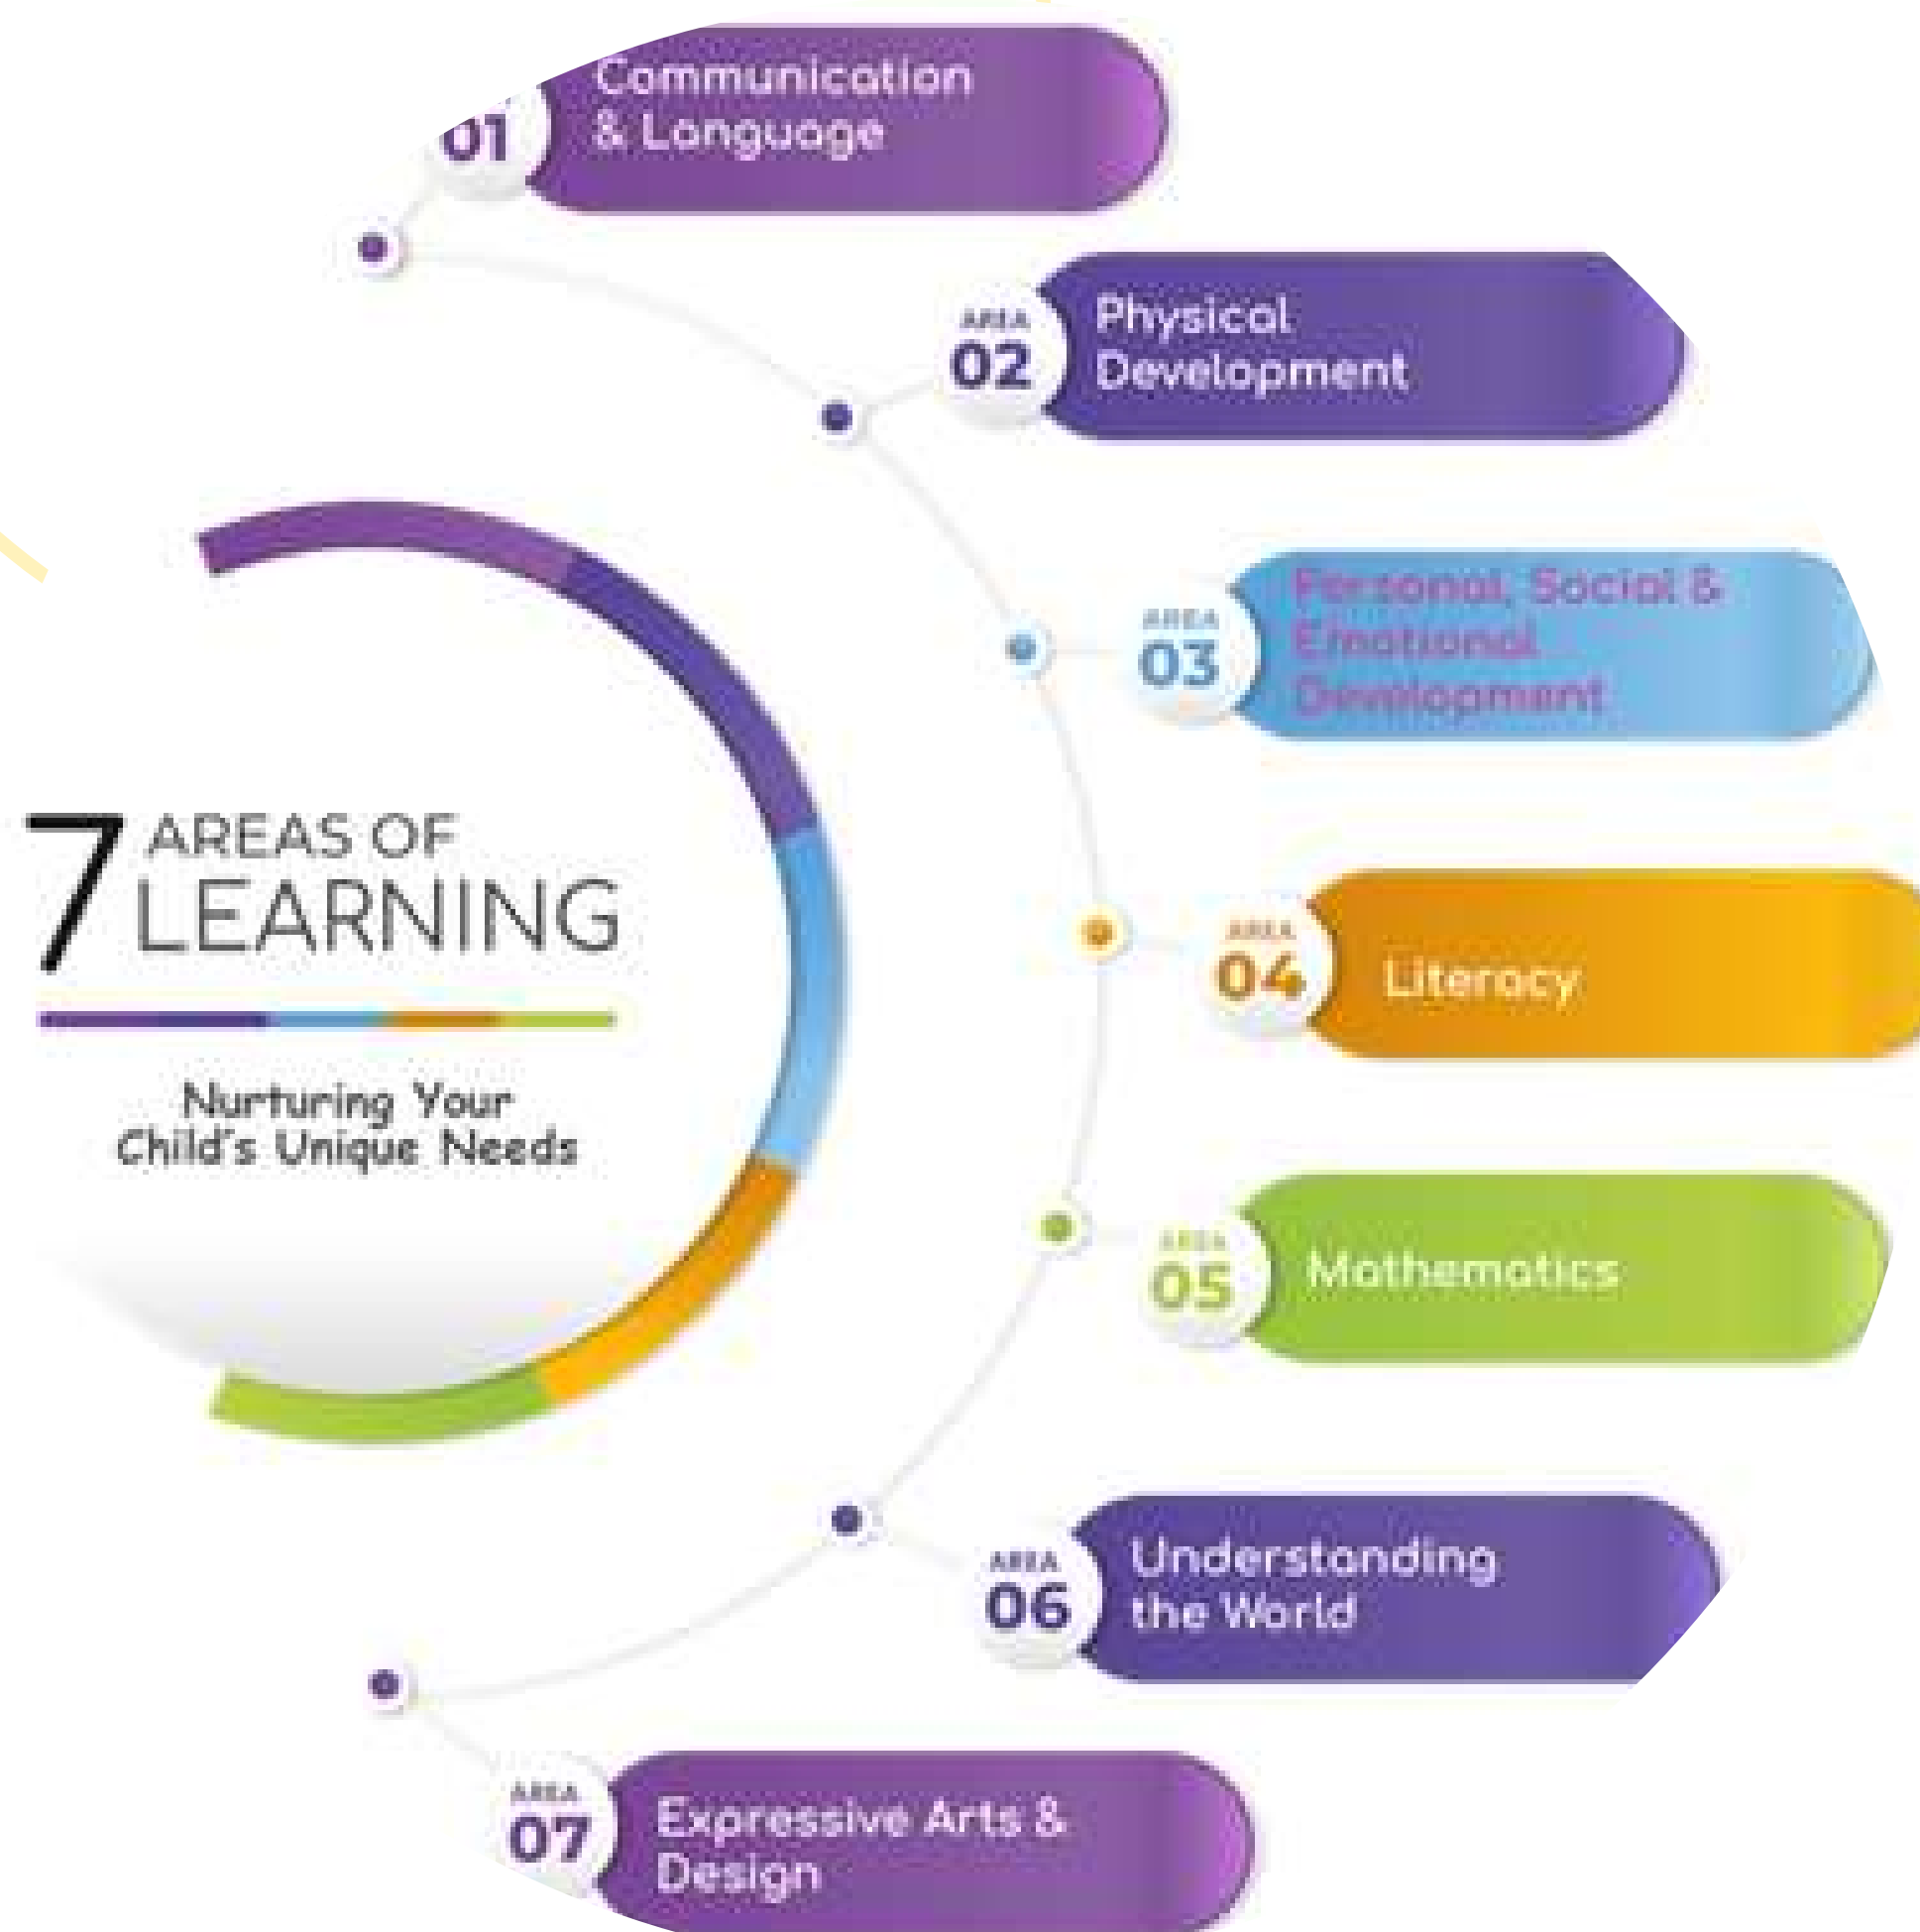 01
Communication
& Language
AREA
02
Physical
Development
AREA
03
Personal, Social &
Emotional
Development
7 AREAS OF
LEARNING
Nurturing Your
Child's Unique Needs
AREA
04
Literacy
AREA
05
Mathematics
AREA
06
Understanding
the World
AREA
07
Expressive Arts &
Design